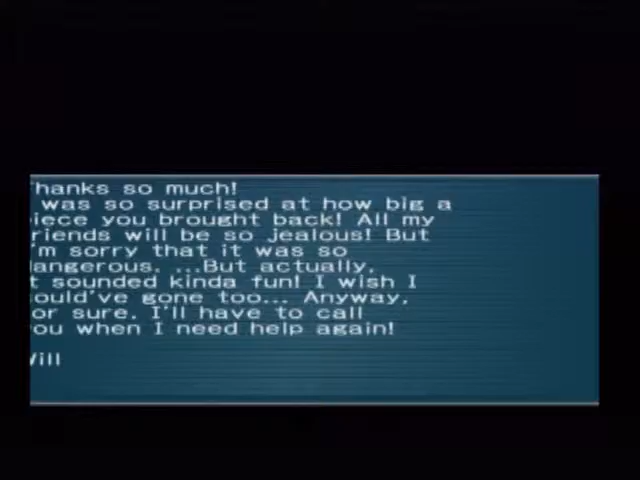 hanks so much!
was so surprised at how big a
iece you brought back! All my
riends will be so jealous! But
'm sorry that it was so
angerous. ...But actually,
t sounded kinda fun! I wish I
ould've gone too... Anyway,
or sure, I'll have to call
ou when I need help again!
Will